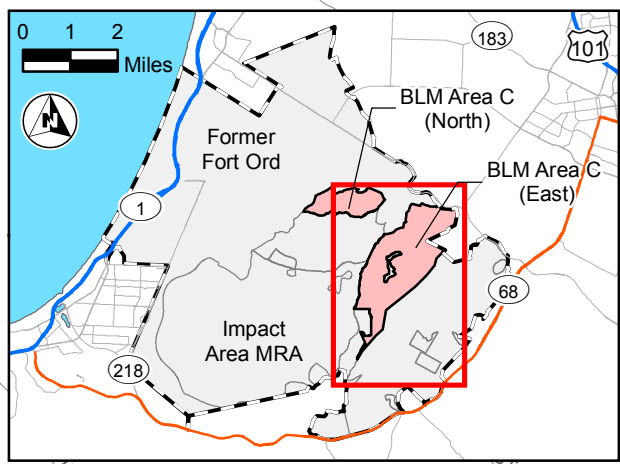 0 1 2
Miles
N
183
101
BLM Area C
(North)
Former
Fort Ord
BLM Area C
(East)
1
68
Impact
Area MRA
218